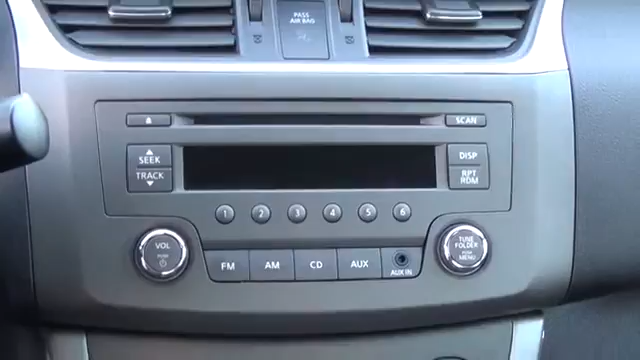 PASS
AIR BAG
SCAN
SEEK
TRACK
DISP
RPT
RDM
1 2 3 4 5 6
VOL
PUSH
FM AM CD AUX
AUX IN
TUNE
FOLDER
PUSH
MENU